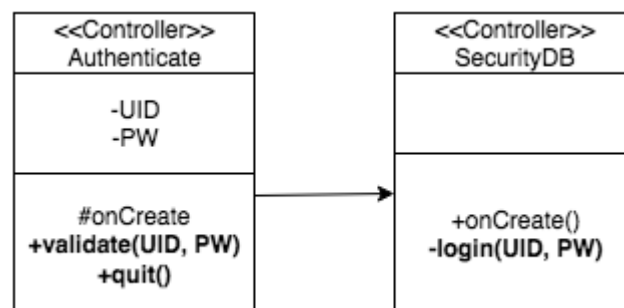 <<Controller>>
Authenticate
-UID
-PW
#onCreate
+validate(UID, PW)
+quit()
<<Controller>>
SecurityDB
+onCreate()
-login(UID, PW)